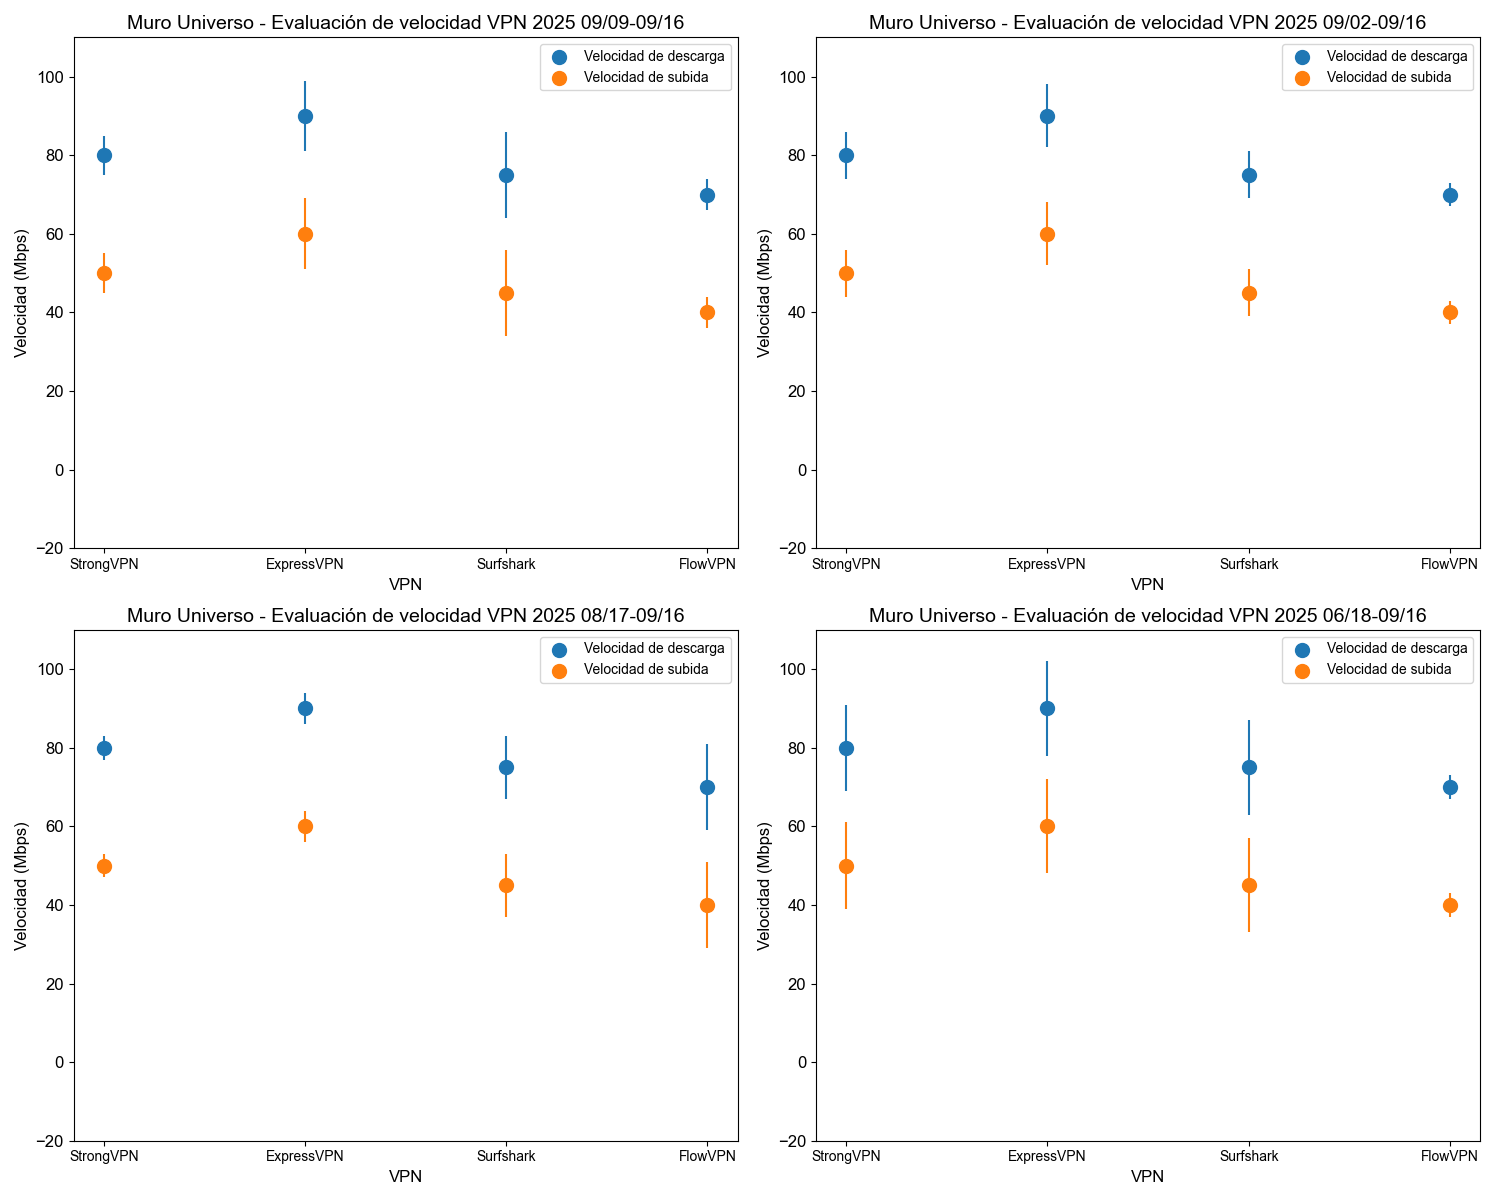 Muro Universo - Evaluación de velocidad VPN 2025 09/09-09/16
Velocidad de descarga
Velocidad de subida
Velocidad (Mbps)
100
80
60
40
20
0
−20
StrongVPN ExpressVPN Surfshark FlowVPN
VPN
Muro Universo - Evaluación de velocidad VPN 2025 09/02-09/16
Velocidad de descarga
Velocidad de subida
Velocidad (Mbps)
100
80
60
40
20
0
−20
StrongVPN ExpressVPN Surfshark FlowVPN
VPN
Muro Universo - Evaluación de velocidad VPN 2025 08/17-09/16
Velocidad de descarga
Velocidad de subida
Velocidad (Mbps)
100
80
60
40
20
0
−20
StrongVPN ExpressVPN Surfshark FlowVPN
VPN
Muro Universo - Evaluación de velocidad VPN 2025 06/18-09/16
Velocidad de descarga
Velocidad de subida
Velocidad (Mbps)
100
80
60
40
20
0
−20
StrongVPN ExpressVPN Surfshark FlowVPN
VPN